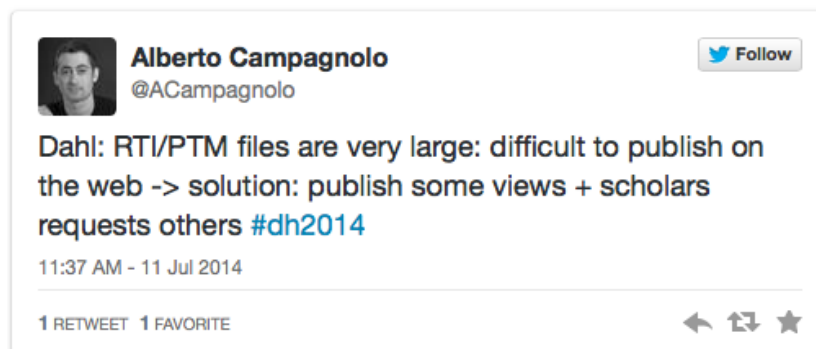 Alberto Campagnolo
@ACampagnolo
Follow
Dahl: RTI/PTM files are very large: difficult to publish on
the web -> solution: publish some views + scholars
requests others #dh2014
11:37 AM - 11 Jul 2014
1 RETWEET 1 FAVORITE